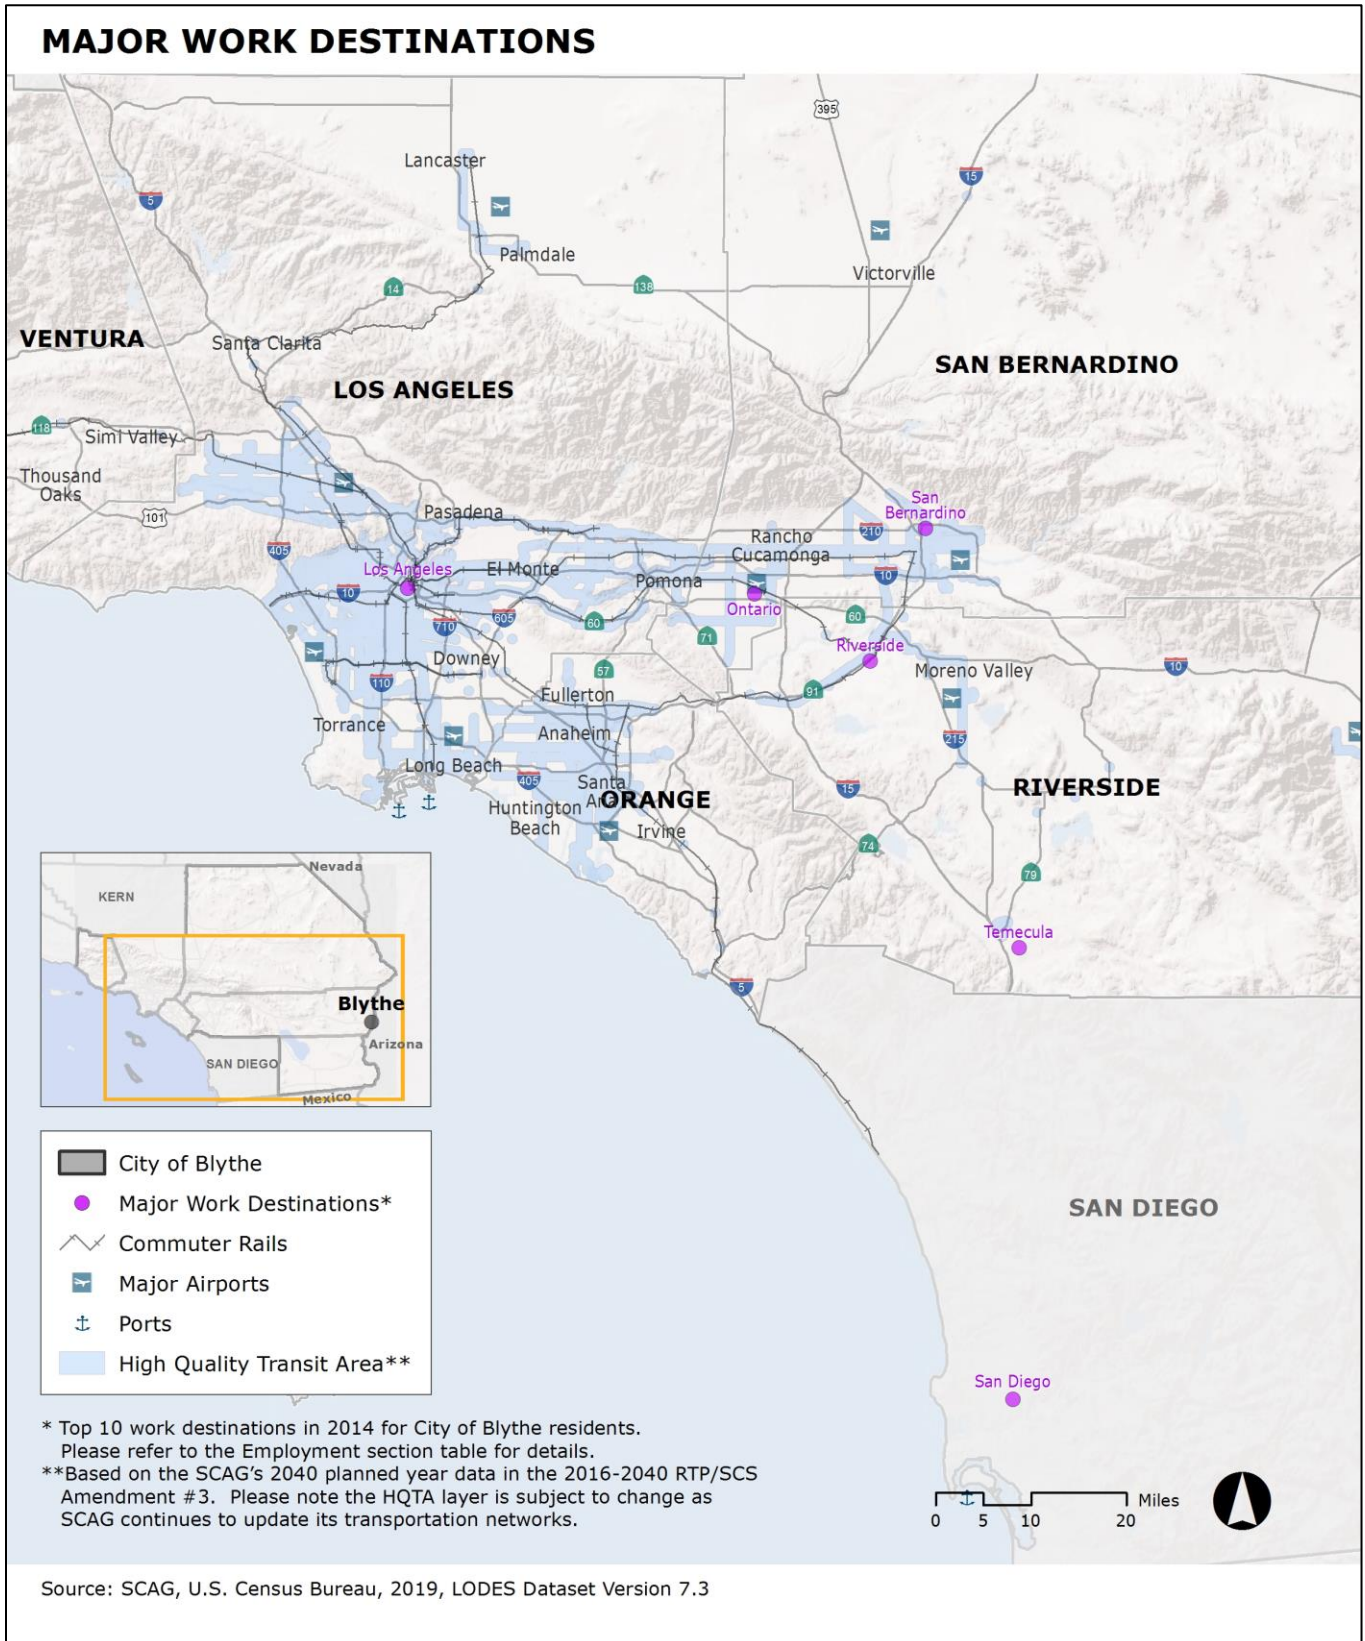 MAJOR WORK DESTINATIONS
395
Lancaster
15
5
Palmdale
Victorville
14
138
VENTURA
Santa Clarita
SAN BERNARDINO
LOS ANGELES
118
Simi Valley
Thousand
Oaks
101
Pasadena
San
Bernardino
210
Rancho
Cucamonga
405
Los Angeles
El Monte
Pomona
10
10
Ontario
605
60
60
710
71
Riverside
Downey
57
Moreno Valley
10
110
Fullerton
91
Torrance
Anaheim
215
Long Beach
405
Santa
Ana
ORANGE
15
RIVERSIDE
Huntington
Beach
Irvine
74
79
Temecula
5
Nevada
KERN
Blythe
Arizona
SAN DIEGO
Mexico
City of Blythe
Major Work Destinations*
Commuter Rails
Major Airports
Ports
High Quality Transit Area**
SAN DIEGO
San Diego
* Top 10 work destinations in 2014 for City of Blythe residents.
Please refer to the Employment section table for details.
**Based on the SCAG's 2040 planned year data in the 2016-2040 RTP/SCS
Amendment #3. Please note the HQTA layer is subject to change as
SCAG continues to update its transportation networks.
Miles
0 5 10 20
Source: SCAG, U.S. Census Bureau, 2019, LODES Dataset Version 7.3